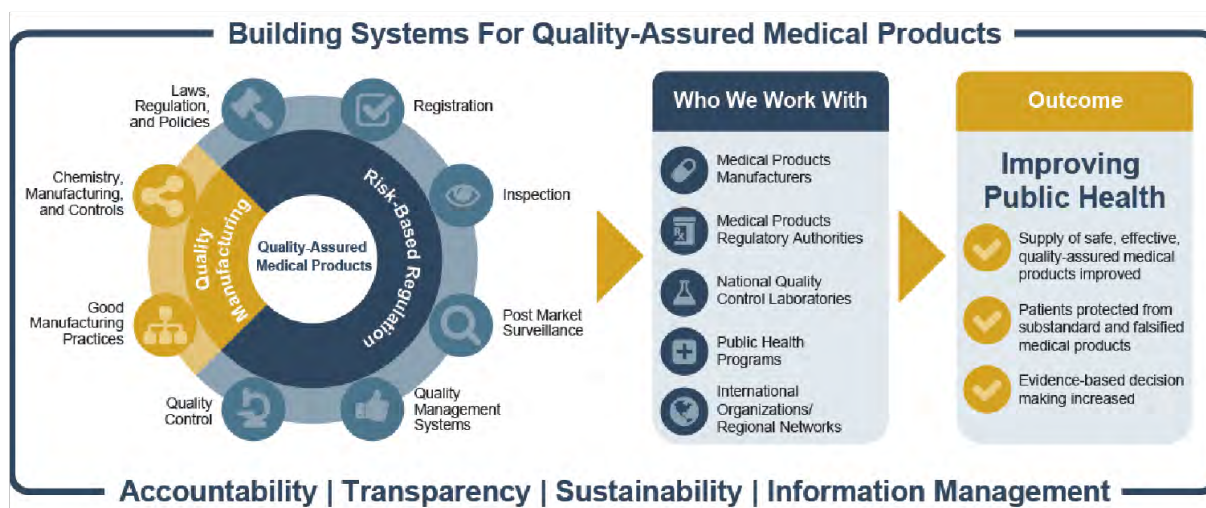 Building Systems For Quality-Assured Medical Products
Laws,
Regulation,
and Policies
Registration
Chemistry,
Manufacturing,
and Controls
Inspection
Good
Manufacturing
Practices
Post Market
Surveillance
Quality
Control
Quality
Management
Systems
Quality
Manufacturing
Risk-Based Regulation
Quality-Assured
Medical Products
Who We Work With
Medical Products
Manufacturers
Rx
Medical Products
Regulatory Authorities
National Quality
Control Laboratories
Public Health
Programs
International
Organizations/
Regional Networks
Outcome
Improving
Public Health
Supply of safe, effective,
quality-assured medical
products improved
Patients protected from
substandard and falsified
medical products
Evidence-based decision
making increased
Accountability | Transparency | Sustainability | Information Management